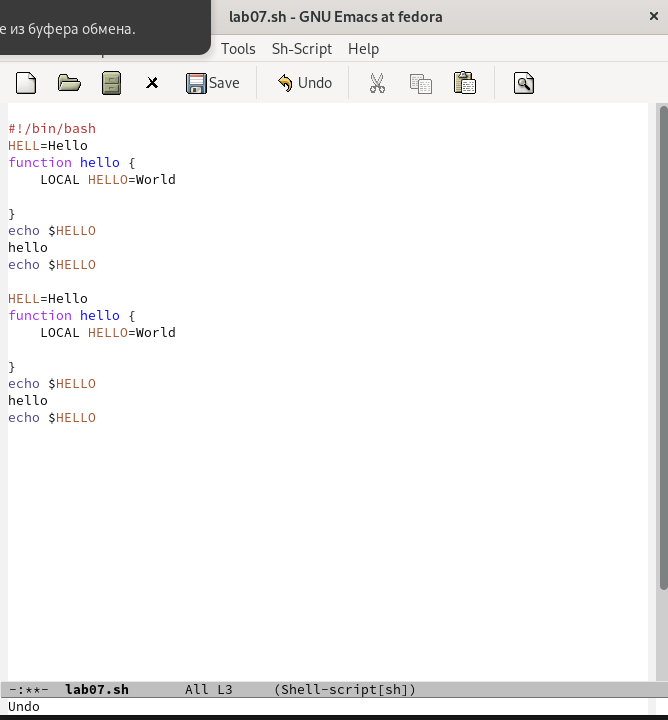 lab07.sh - GNU Emacs at fedora
е из буфера обмена.
Tools Sh-Script Help
Save Undo
#!/bin/bash
HELL=Hello
function hello {
    LOCAL HELLO=World
}
echo $HELLO
hello
echo $HELLO
HELL=Hello
function hello {
    LOCAL HELLO=World
}
echo $HELLO
hello
echo $HELLO
-:**- lab07.sh All L3 (Shell-script[sh])
Undo